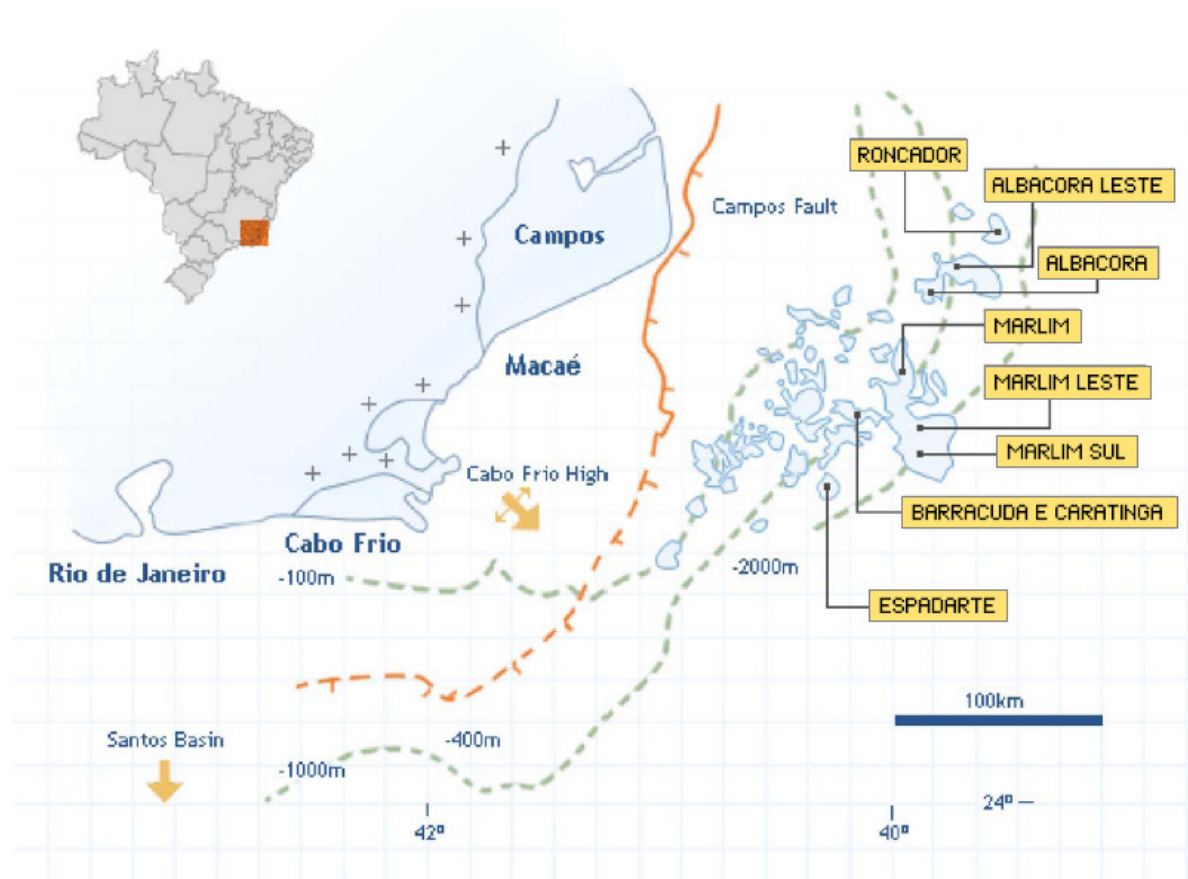 RONCADOR
ALBACORA LESTE
Campos Fault
Campos
ALBACORA
MARLIM
Macaé
MARLIM LESTE
MARLIM SUL
Cabo Frio High
BARRACUDA E CARATINGA
Cabo Frio
Rio de Janeiro
-100m
-2000m
ESPADARTE
100km
Santos Basin
-400m
-1000m
24º
42º
40º